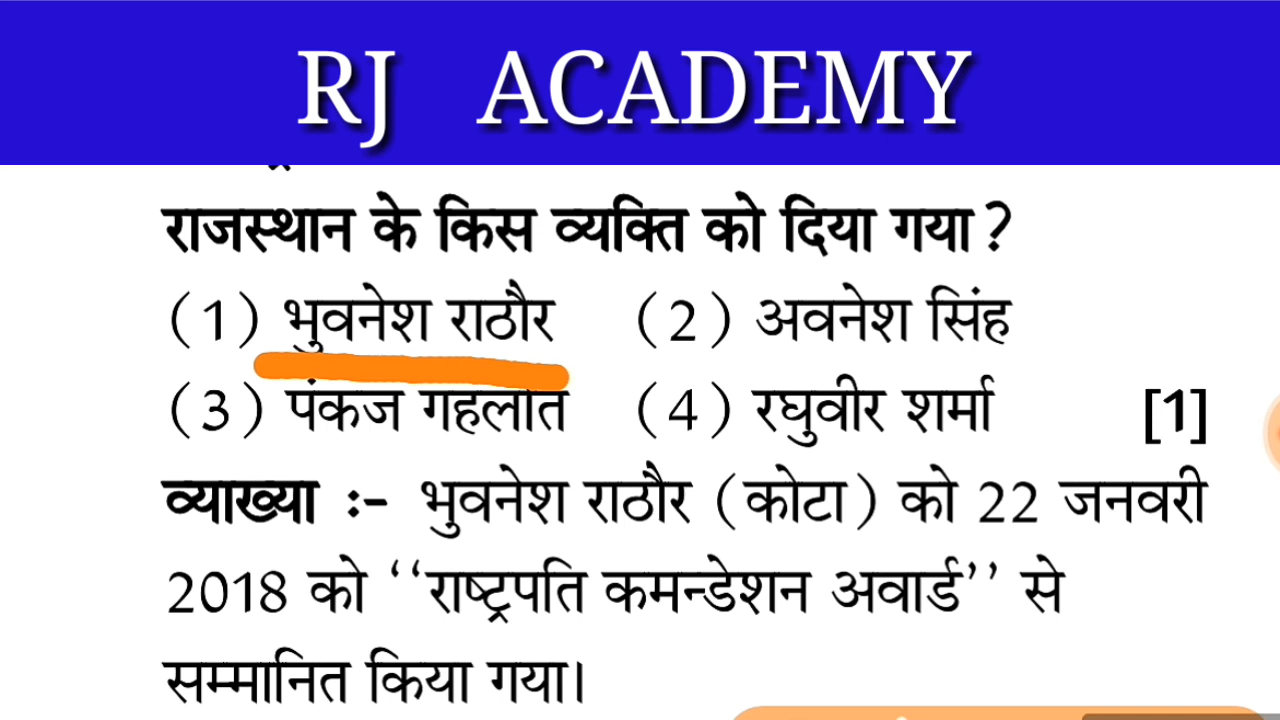 RJ ACADEMY
राजस्थान के किस व्यक्ति को दिया गया?
(1) भुवनेश राठौर (2) अवनेश सिंह
(3) पंकज गहलोत (4) रघुवीर शर्मा [1]
व्याख्या :- भुवनेश राठौर (कोटा) को 22 जनवरी
2018 को ‘‘राष्ट्रपति कमन्डेशन अवार्ड’’ से
सम्मानित किया गया।